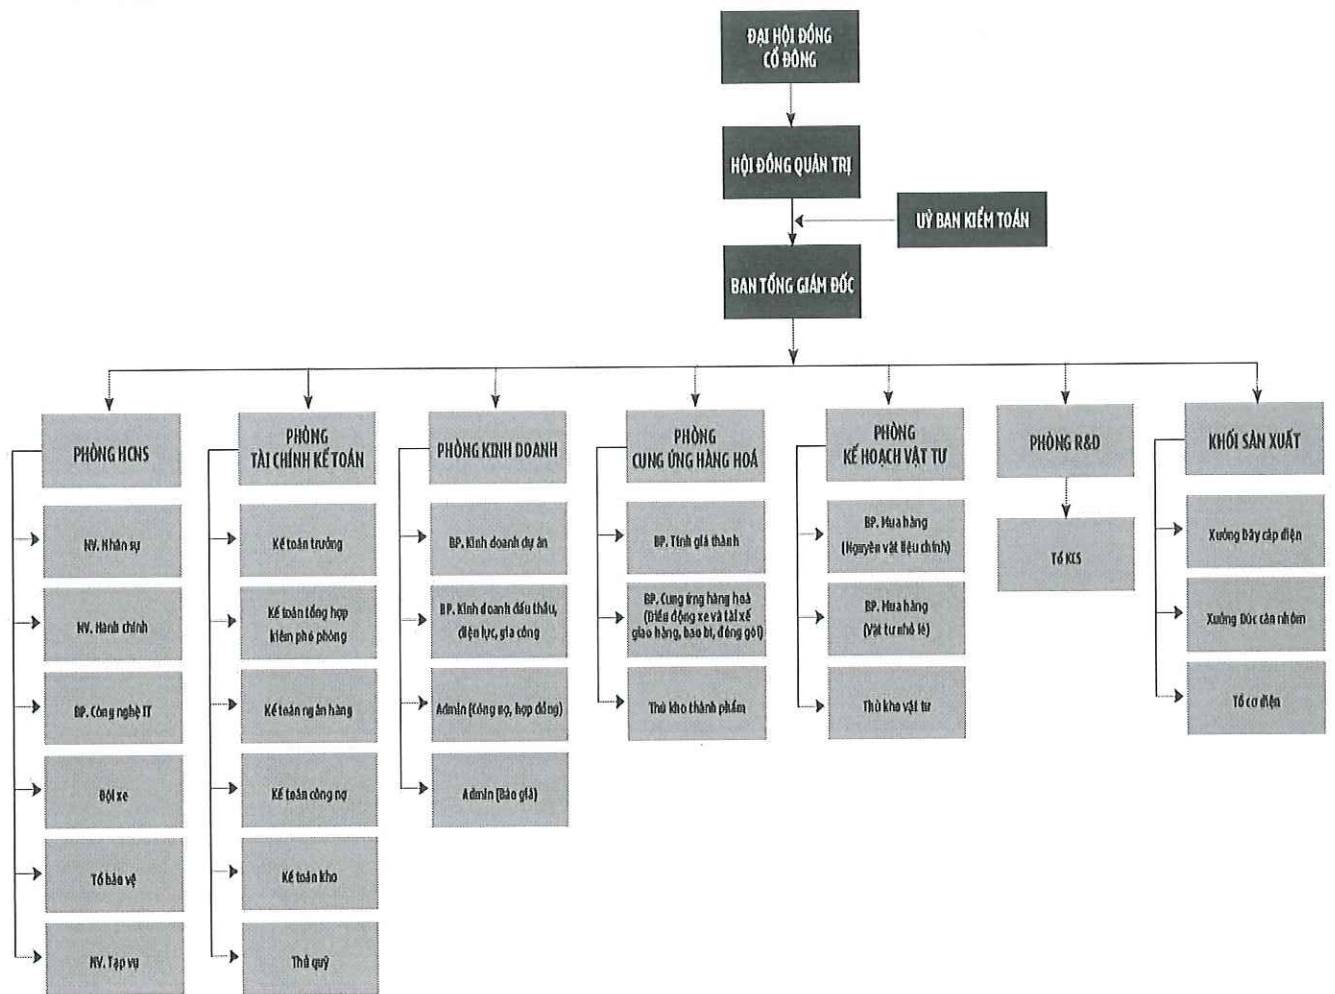 ĐẠI HỘI ĐỒNG
CỔ ĐÔNG
HỘI ĐỒNG QUẢN TRỊ
UỶ BAN KIỂM TOÁN
BAN TỔNG GIÁM ĐỐC
PHÒNG HCNS
NV. Nhân sự
NV. Hành chính
BP. Công nghệ IT
Đội xe
Tổ bảo vệ
NV. Tạp vụ
PHÒNG
TÀI CHÍNH KẾ TOÁN
Kế toán trưởng
Kế toán tổng hợp
kiêm phó phòng
Kế toán ngân hàng
Kế toán công nợ
Kế toán kho
Thủ quỹ
PHÒNG KINH DOANH
BP. Kinh doanh dự án
BP. Kinh doanh đấu thầu,
điện lực, gia công
Admin (Công nợ, hợp đồng)
Admin (Báo giá)
PHÒNG
CUNG ỨNG HÀNG HOÁ
BP. Tính giá thành
BP. Cung ứng hàng hoá
(Điều động xe và tài xế
giao hàng, bao bì, đóng gói)
Thủ kho thành phẩm
PHÒNG
KẾ HOẠCH VẬT TƯ
BP. Mua hàng
(Nguyên vật liệu chính)
BP. Mua hàng
(Vật tư nhỏ lẻ)
Thủ kho vật tư
PHÒNG R&D
Tổ KCS
KHỐI SẢN XUẤT
Xưởng Dây cáp điện
Xưởng Đúc cán nhôm
Tổ cơ điện